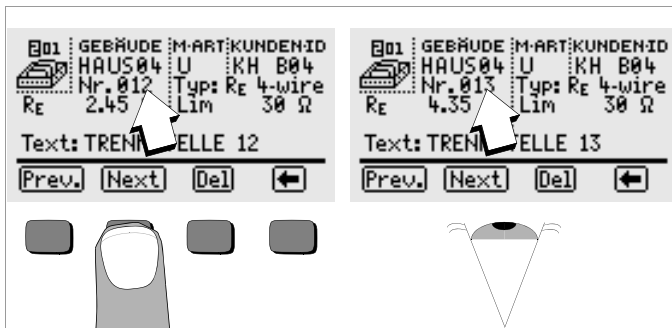 01 GEBÄUDE M-ART KUNDEN-ID
HAUS04 U KH B04
Nr. 012 Typ: RE 4-wire
RE 2.45 Lim 30 Ω
Text: TRENN ELLE 12
Prev. Next Del ←
01 GEBÄUDE M-ART KUNDEN-ID
HAUS04 U KH B04
Nr. 013 Typ: RE 4-wire
RE 4.35 Lim 30 Ω
Text: TRENN ELLE 13
Prev. Next Del ←